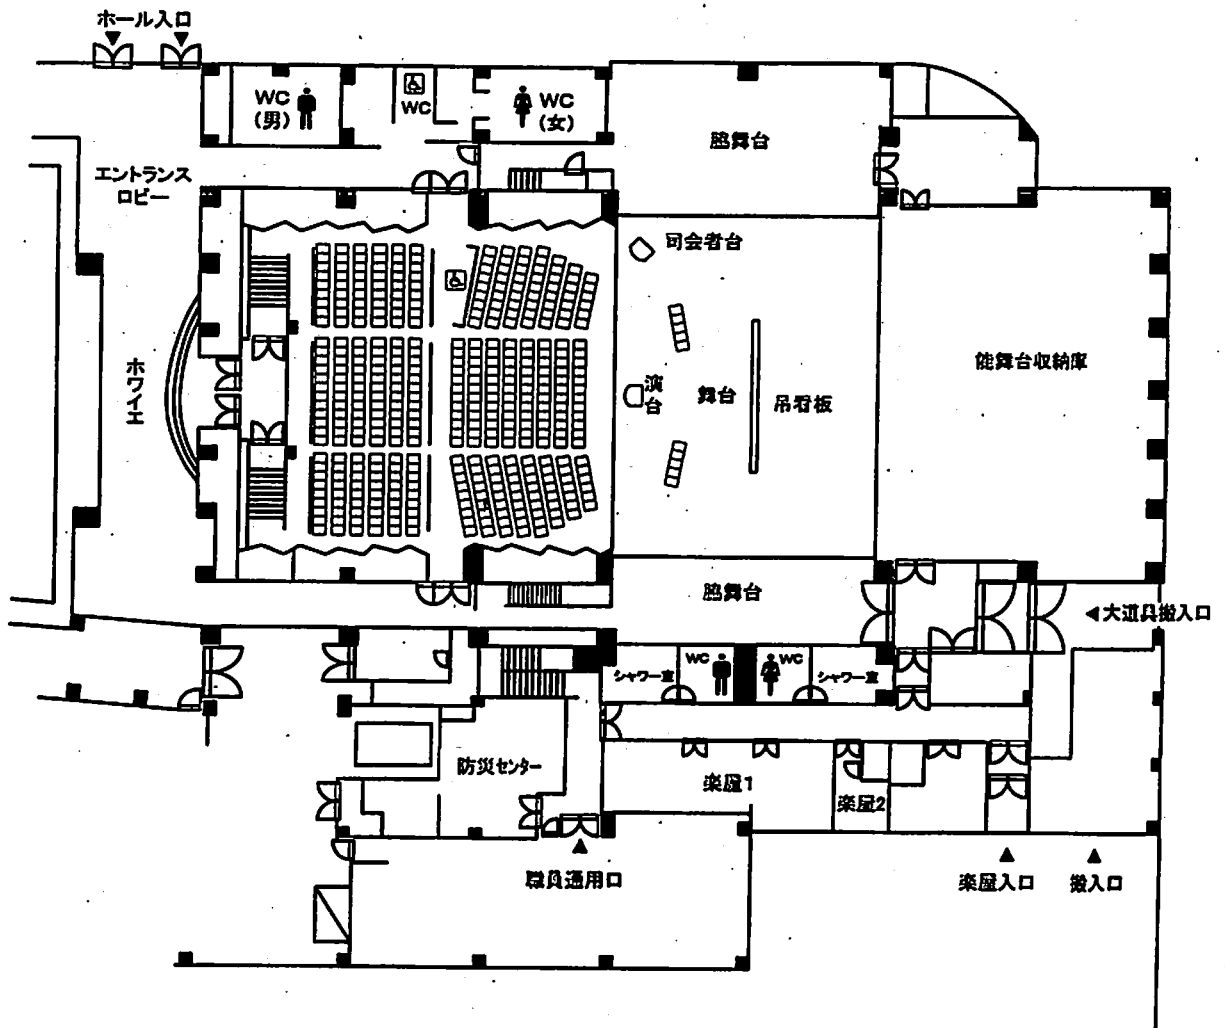 ホール入口
WC
(男)
WC
WC
(女)
脇舞台
エントランス
ロビー
司会者台
ホワイエ
演台
舞台
吊看板
能舞台収納庫
脇舞台
大道具搬入口
シャワー室
WC
WC
シャワー室
防災センター
楽屋1
楽屋2
職員通用口
楽屋入口
搬入口